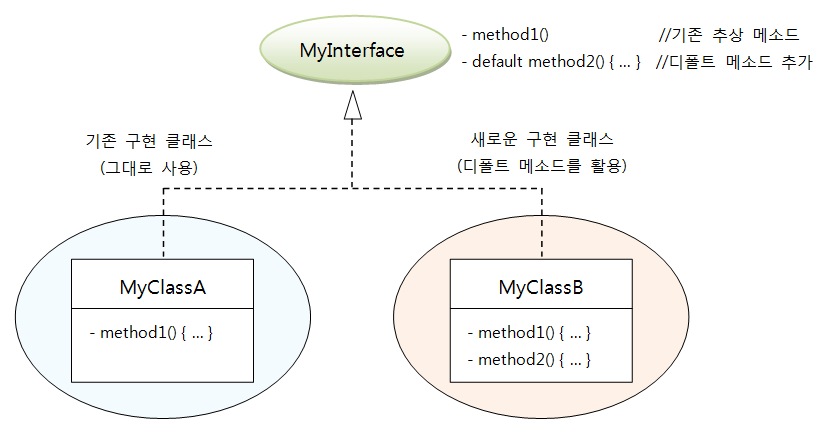 MyInterface
- method1() //기존 추상 메소드
- default method2() { ... } //디폴트 메소드 추가
기존 구현 클래스
(그대로 사용)
새로운 구현 클래스
(디폴트 메소드를 활용)
MyClassA
- method1() { ... }
MyClassB
- method1() { ... }
- method2() { ... }